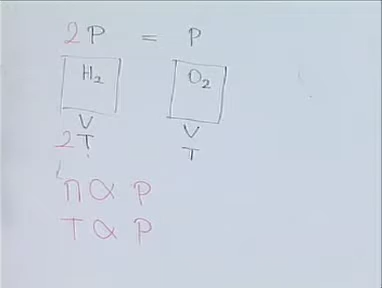 2P = P
H2 O2
V V
2T T
n ∝ P
T ∝ P